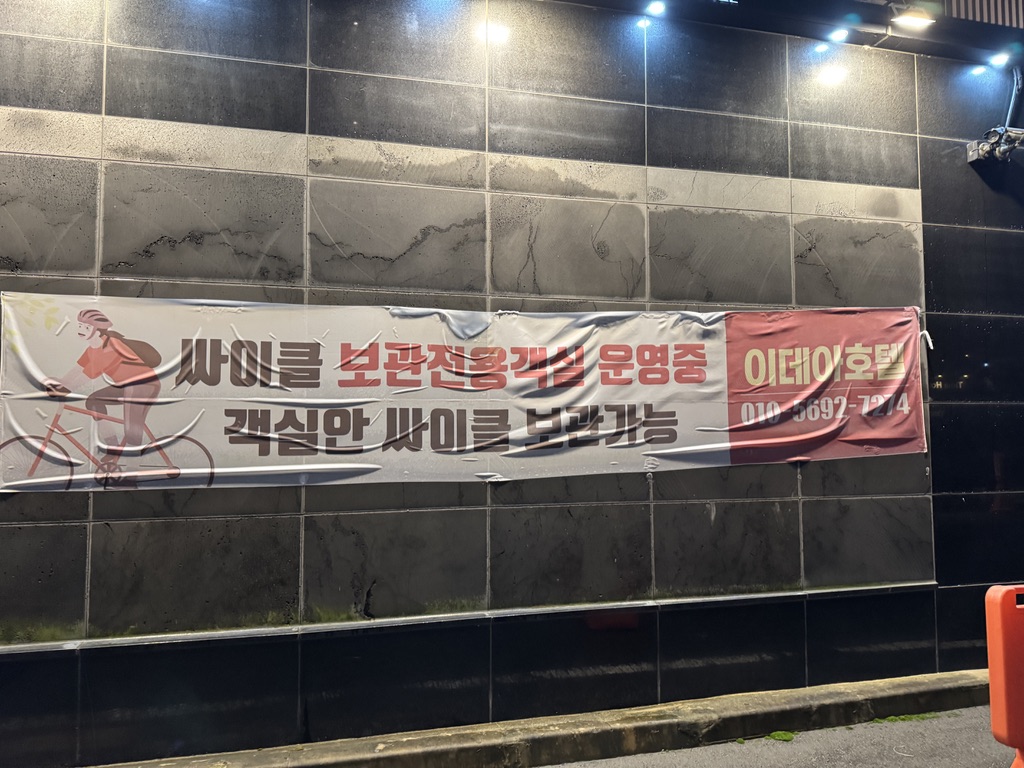 싸이클 보관전용객실 운영중
객실안 싸이클 보관가능
이데아호텔
010-5692-7274